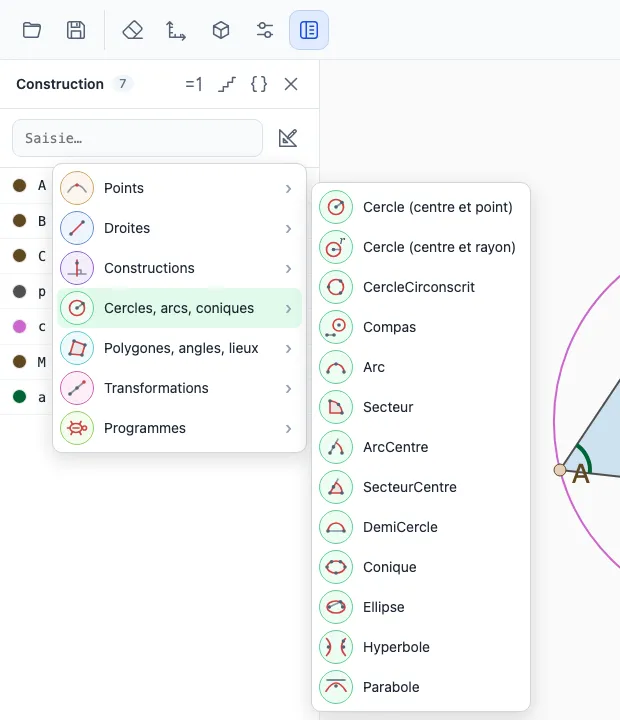 Construction 7 =1 {}
Saisie…
A
B
C
p
c
M
a
Points
Droites
Constructions
Cercles, arcs, coniques
Polygones, angles, lieux
Transformations
Programmes
Cercle (centre et point)
r
Cercle (centre et rayon)
CercleCirconscrit
Compas
Arc
Secteur
ArcCentre
SecteurCentre
DemiCercle
Conique
Ellipse
Hyperbole
Parabole
A